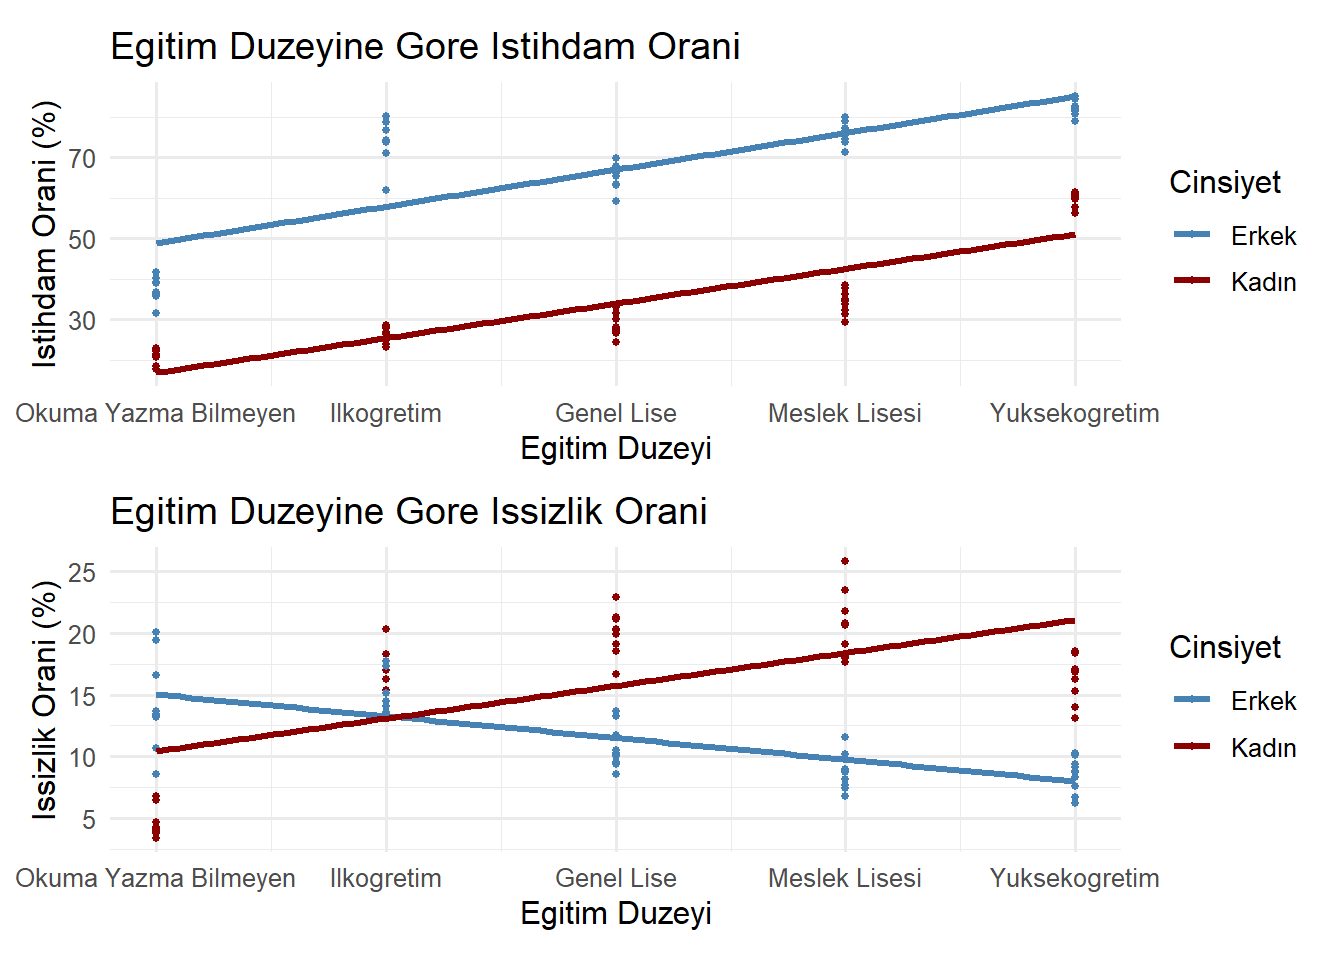 Egitim Duzeyine Gore Istihdam Orani
Istihdam Orani (%)
70
50
30
Okuma Yazma Bilmeyen Ilkogretim Genel Lise Meslek Lisesi Yuksekogretim
Egitim Duzeyi
Cinsiyet
Erkek
Kadın
Egitim Duzeyine Gore Issizlik Orani
Issizlik Orani (%)
25
20
15
10
5
Okuma Yazma Bilmeyen Ilkogretim Genel Lise Meslek Lisesi Yuksekogretim
Egitim Duzeyi
Cinsiyet
Erkek
Kadın